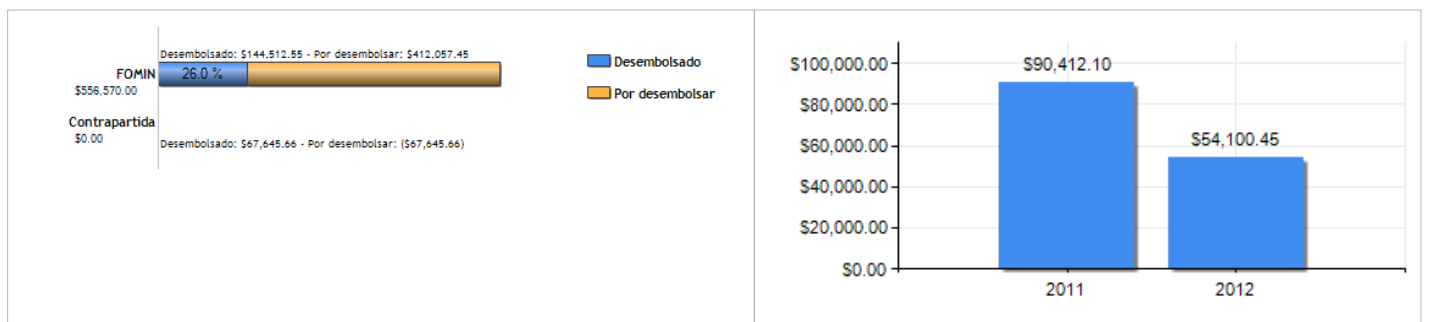 Desembolsado: $144,512.55 - Por desembolsar: $412,057.45
FOMIN
26.0 %
$556,570.00
Contrapartida
$0.00
Desembolsado: $67,645.66 - Por desembolsar: ($67,645.66)
Desembolsado
Por desembolsar
$100,000.00
$80,000.00
$60,000.00
$40,000.00
$20,000.00
$0.00
$90,412.10
$54,100.45
2011
2012